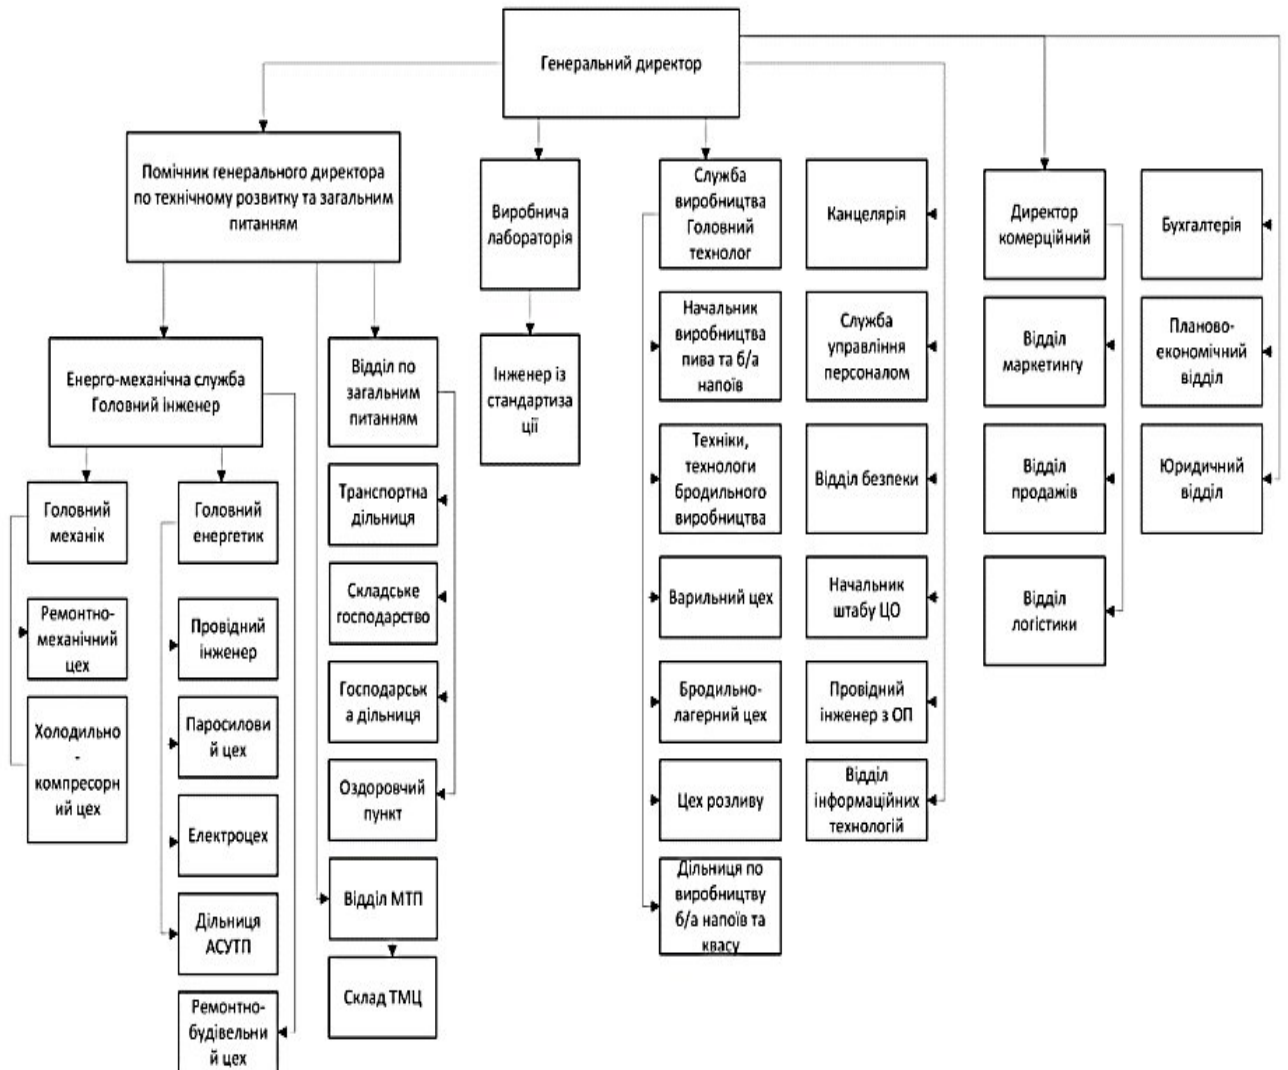 Генеральний директор
Помічник генерального директора
по технічному розвитку та загальним
питанням
Виробнича
лабораторія
Служба
виробництва
Головний
технолог
Канцелярія
Директор
комерційний
Бухгалтерія
Енерго-механічна служба
Головний інженер
Відділ по
загальним
питанням
Інженер із
стандартиза
ції
Начальник
виробництва
пива та б/а
напоїв
Служба
управління
персоналом
Відділ
маркетингу
Планово-
економічний
відділ
Головний
механік
Головний
енергетик
Транспортна
дільниця
Техніки,
технологи
бродильного
виробництва
Відділ безпеки
Відділ
продажів
Юридичний
відділ
Ремонтно-
механічний
цех
Провідний
інженер
Складське
господарство
Варильний цех
Начальник
штабу ЦО
Відділ
логістики
Холодильно
-
компресорн
ий цех
Паросилови
й цех
Господарськ
а дільниця
Бродильно-
лагерний цех
Провідний
інженер з ОП
Електроцех
Оздоровчий
пункт
Цех розливу
Відділ
інформаційних
технологій
Дільниця
АСУТП
Відділ МТП
Дільниця по
виробництву
б/а напоїв та
квасу
Ремонтно-
будівельни
й цех
Склад ТМЦ